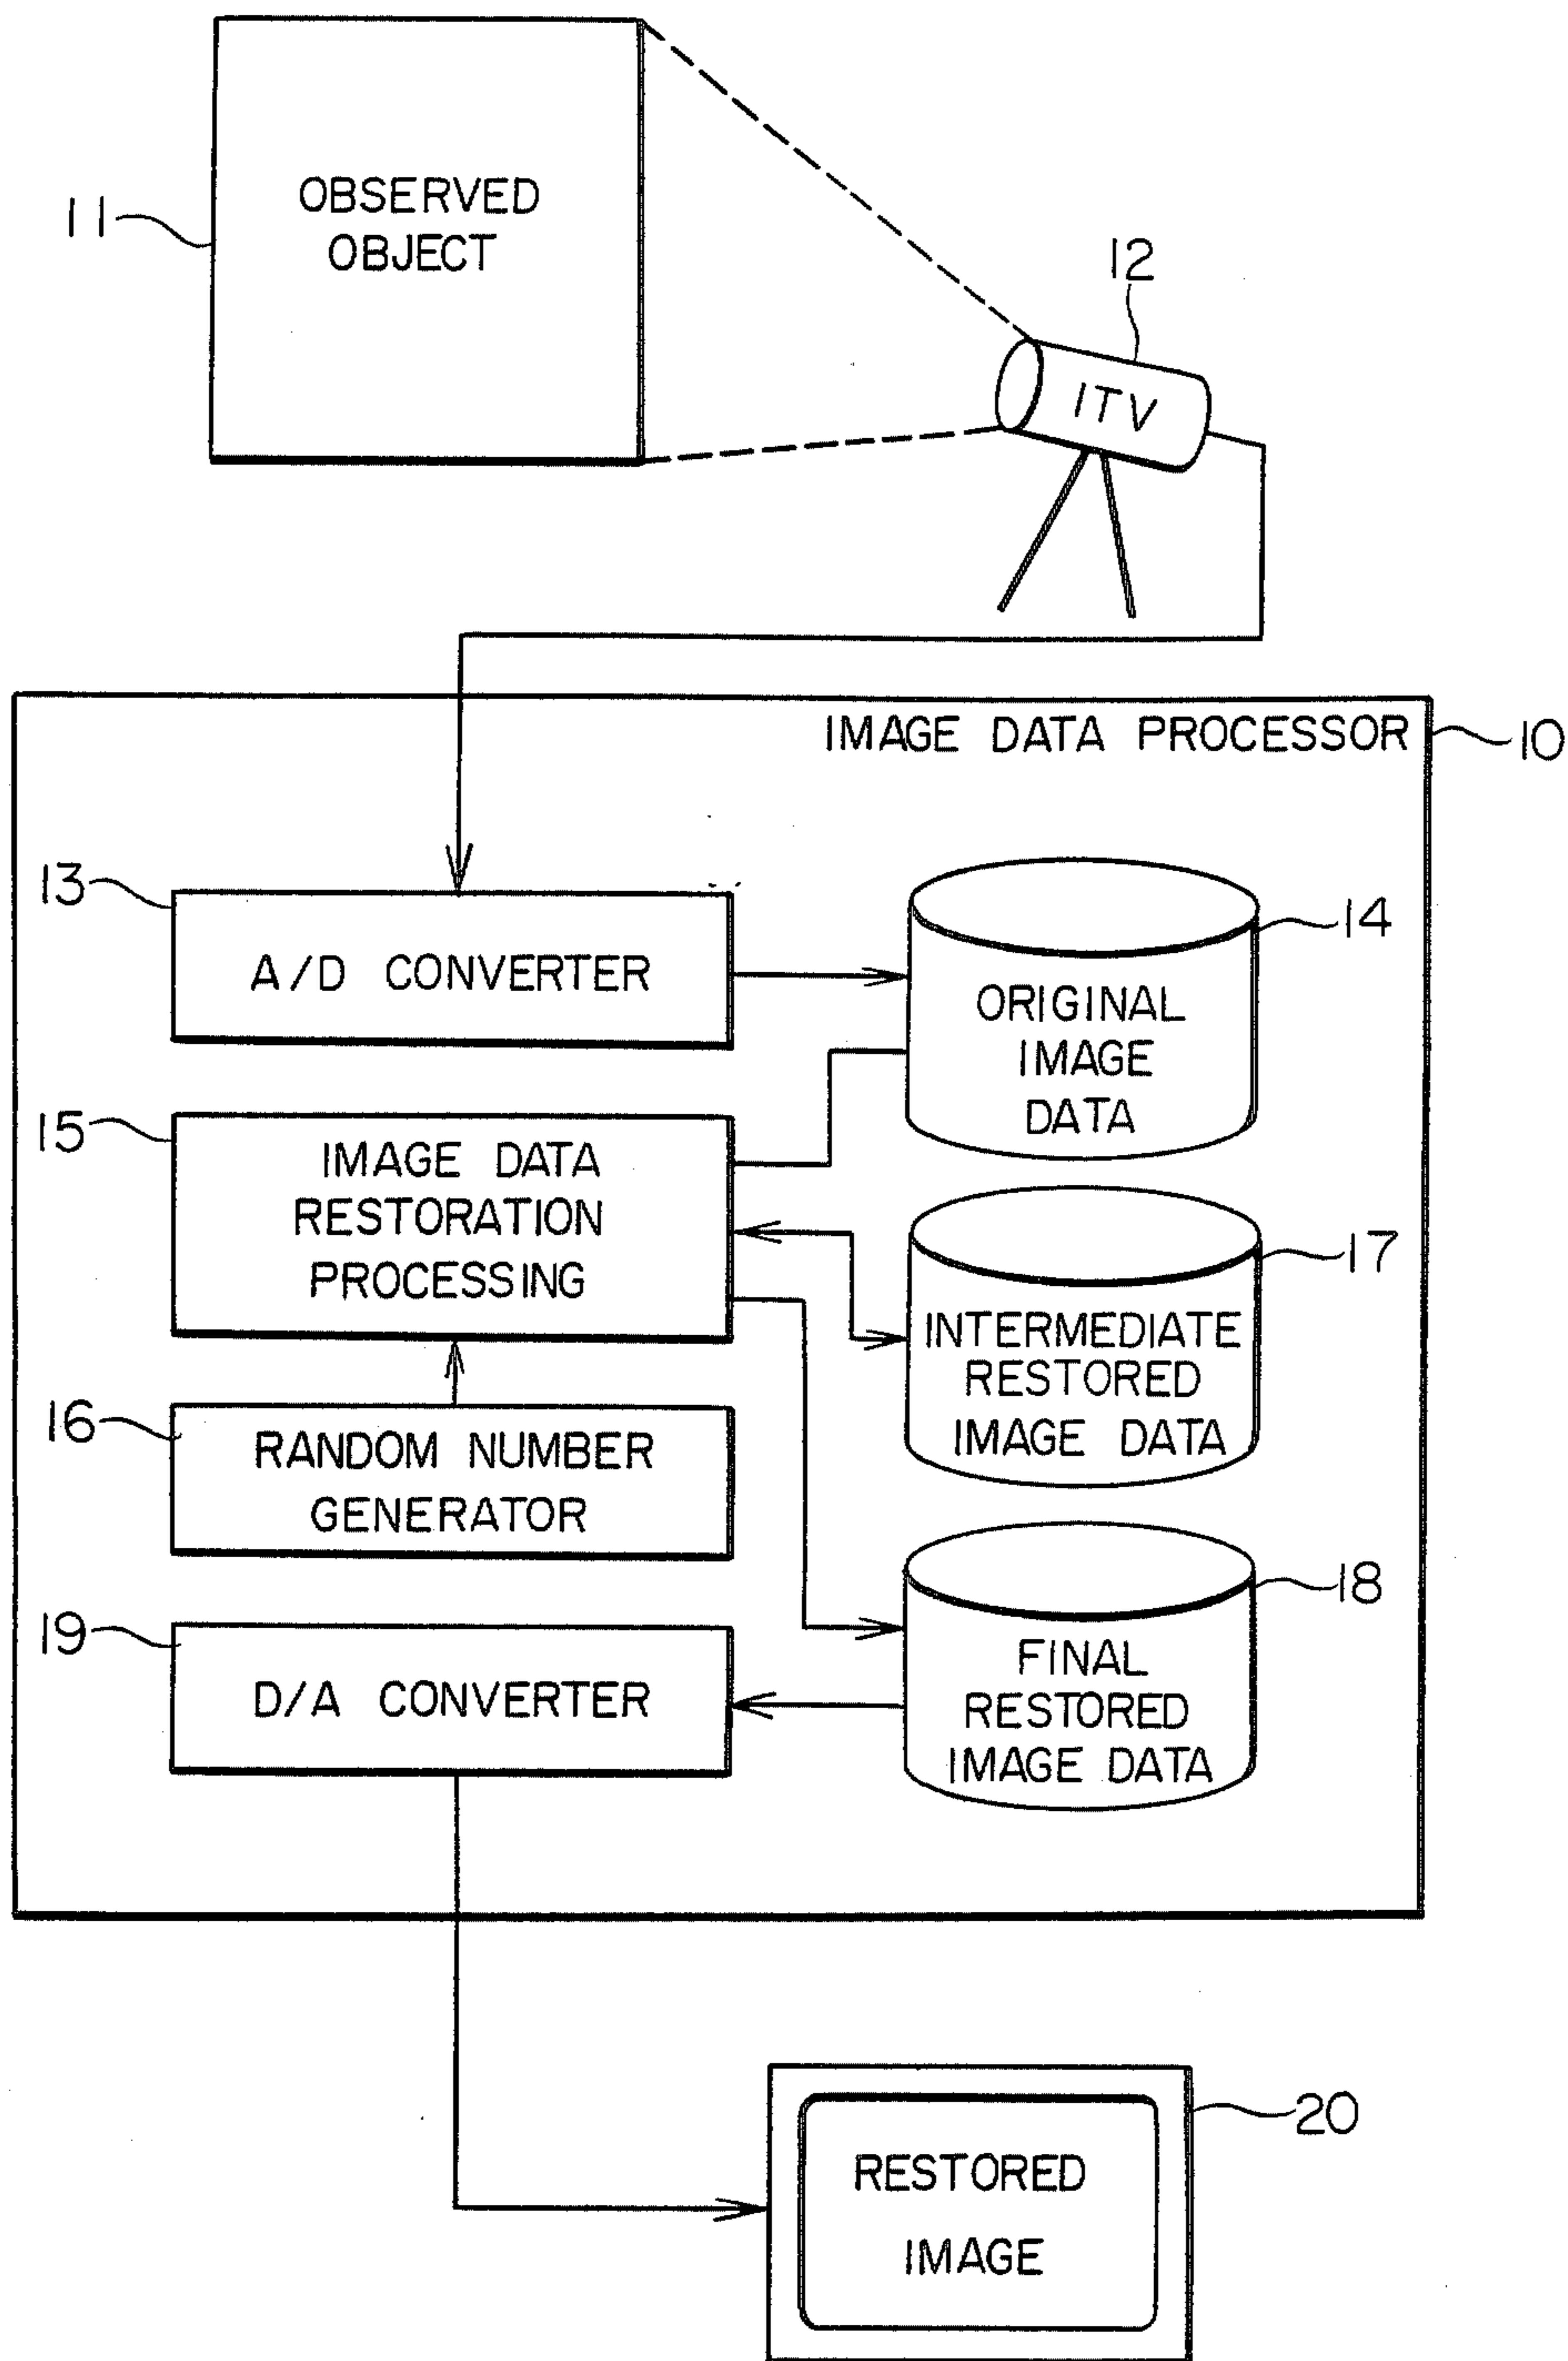 OBSERVED
OBJECT
11
12
ITV
IMAGE DATA PROCESSOR
10
13
A/D CONVERTER
14
ORIGINAL
IMAGE
DATA
15
IMAGE DATA
RESTORATION
PROCESSING
17
INTERMEDIATE
RESTORED
IMAGE DATA
16
RANDOM NUMBER
GENERATOR
18
FINAL
RESTORED
IMAGE DATA
19
D/A CONVERTER
20
RESTORED
IMAGE